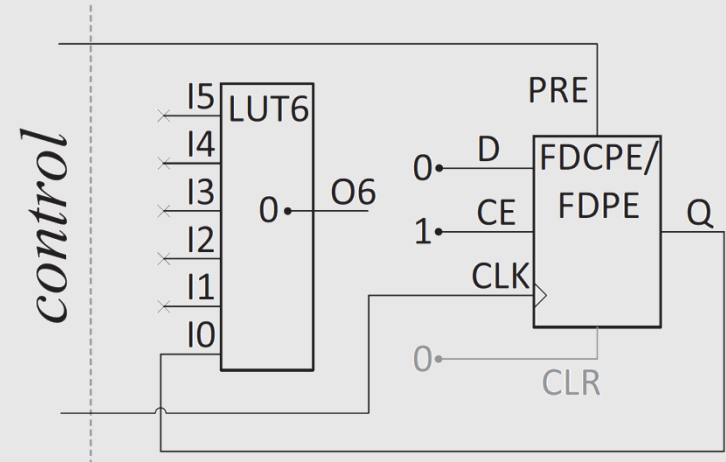 control
PRE
I5
LUT6
I4
I3
I2
I1
I0
0
O6
0
D
FDCPE/
FDPE
1
CE
Q
CLK
0
CLR